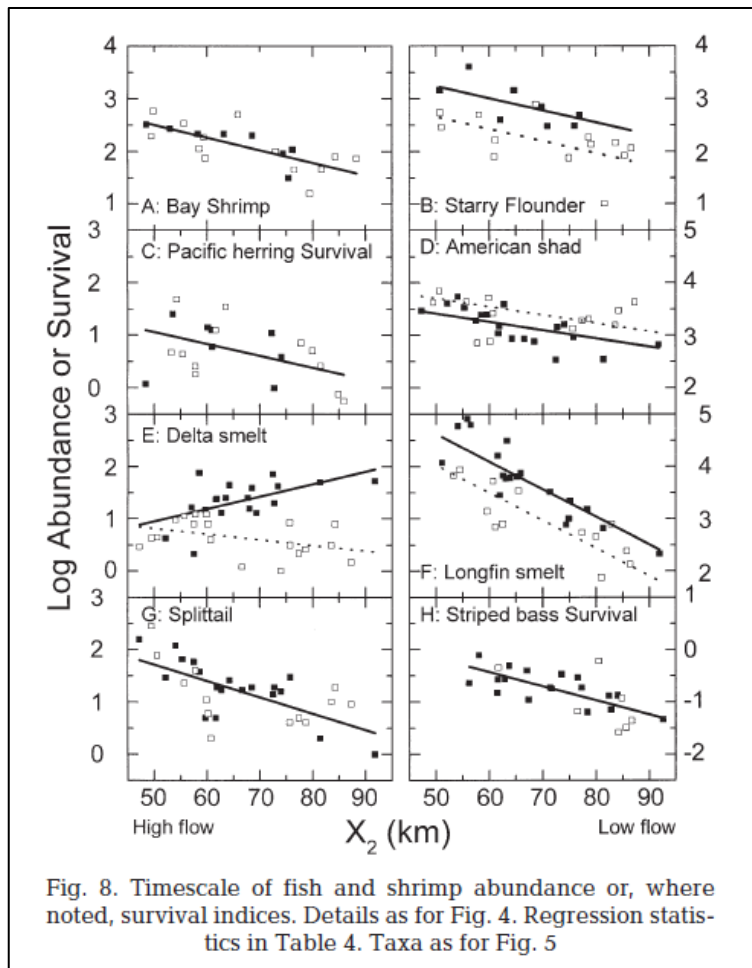 4
3
2
1
3
2
1
0
3
2
1
0
3
2
1
0
Log Abundance or Survival
A: Bay Shrimp
B: Starry Flounder
4
3
2
1
C: Pacific herring Survival
D: American shad
5
4
3
2
E: Delta smelt
F: Longfin smelt
5
4
3
2
G: Splittail
H: Striped bass Survival
1
0
-1
-2
50 60 70 80 90
50 60 70 80 90
High flow
X2 (km)
Low flow
Fig. 8. Timescale of fish and shrimp abundance or, where
noted, survival indices. Details as for Fig. 4. Regression statis-
tics in Table 4. Taxa as for Fig. 5